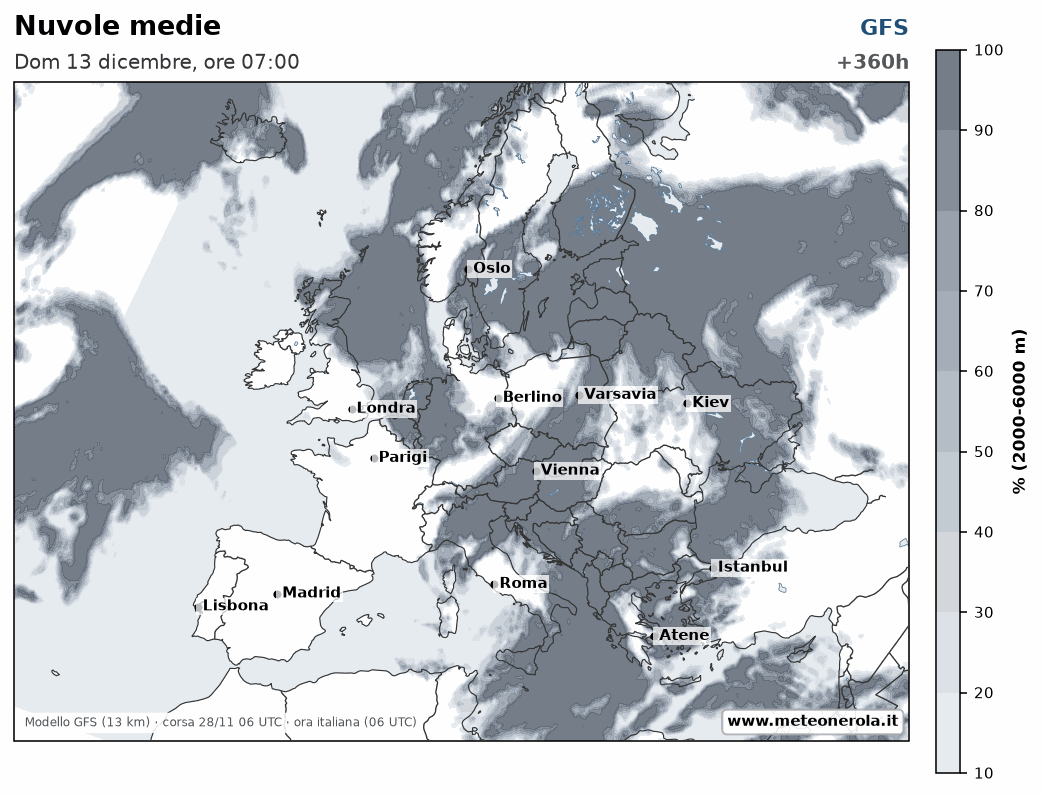 Nuvole medie
GFS
Dom 13 dicembre, ore 07:00
+360h
100
90
80
70
60
50
40
30
20
10
% (2000-6000 m)
Oslo
Berlino
Varsavia
Kiev
Londra
Parigi
Vienna
Istanbul
Roma
Madrid
Lisbona
Atene
Modello GFS (13 km) · corsa 28/11 06 UTC · ora italiana (06 UTC)
www.meteonerola.it